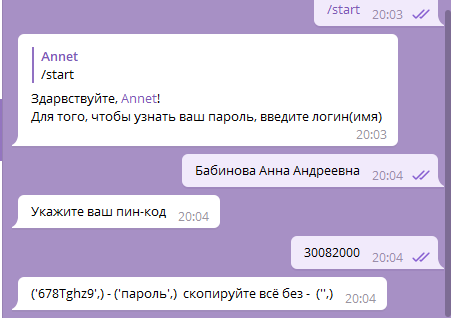 /start
20:03
Annet
/start
Здарвствуйте, Annet!
Для того, чтобы узнать ваш пароль, введите логин(имя)
20:03
Бабинова Анна Андреевна 20:04
Укажите ваш пин-код 20:04
30082000 20:04
('678Tghz9',) - ('пароль',) скопируйте всё без - ('',) 20:04